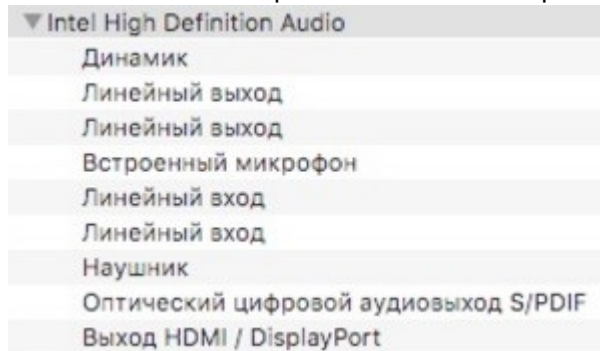 Intel High Definition Audio
Динамик
Линейный выход
Линейный выход
Встроенный микрофон
Линейный вход
Линейный вход
Наушник
Оптический цифровой аудиовыход S/PDIF
Выход HDMI / DisplayPort